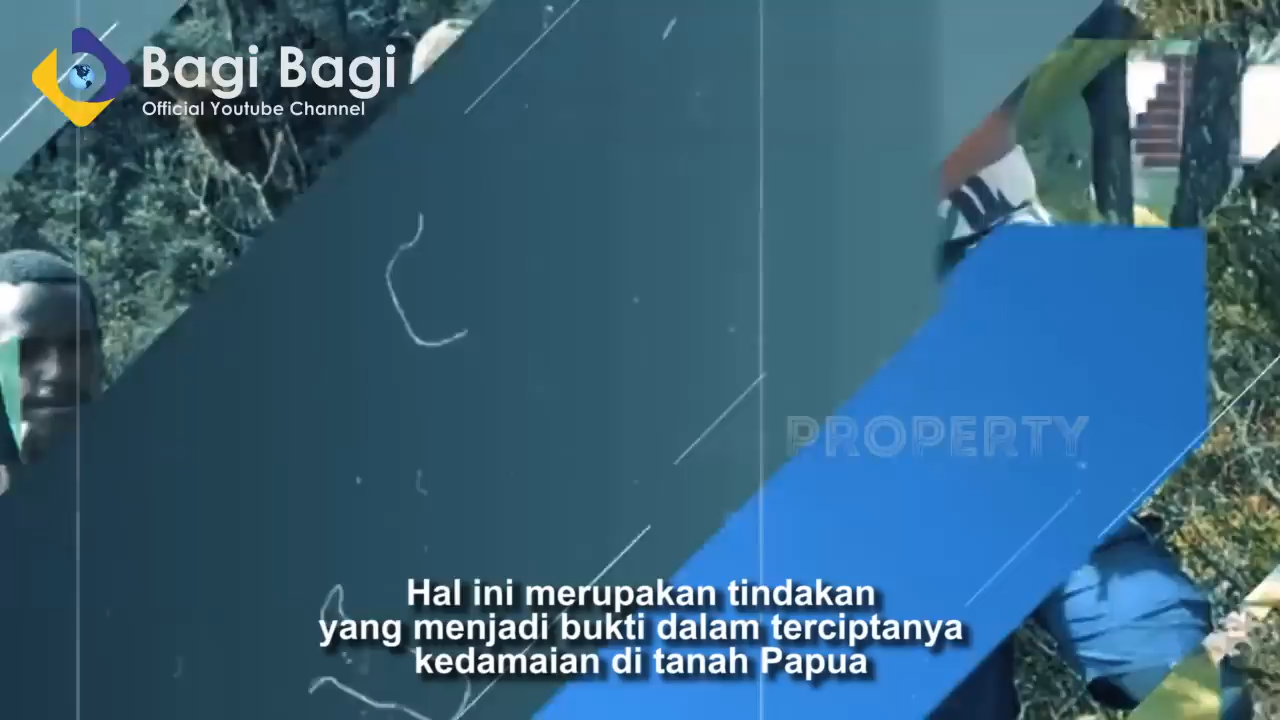 Bagi Bagi
Official Youtube Channel
PROPERTY
Hal ini merupakan tindakan
yang menjadi bukti dalam terciptanya
kedamaian di tanah Papua